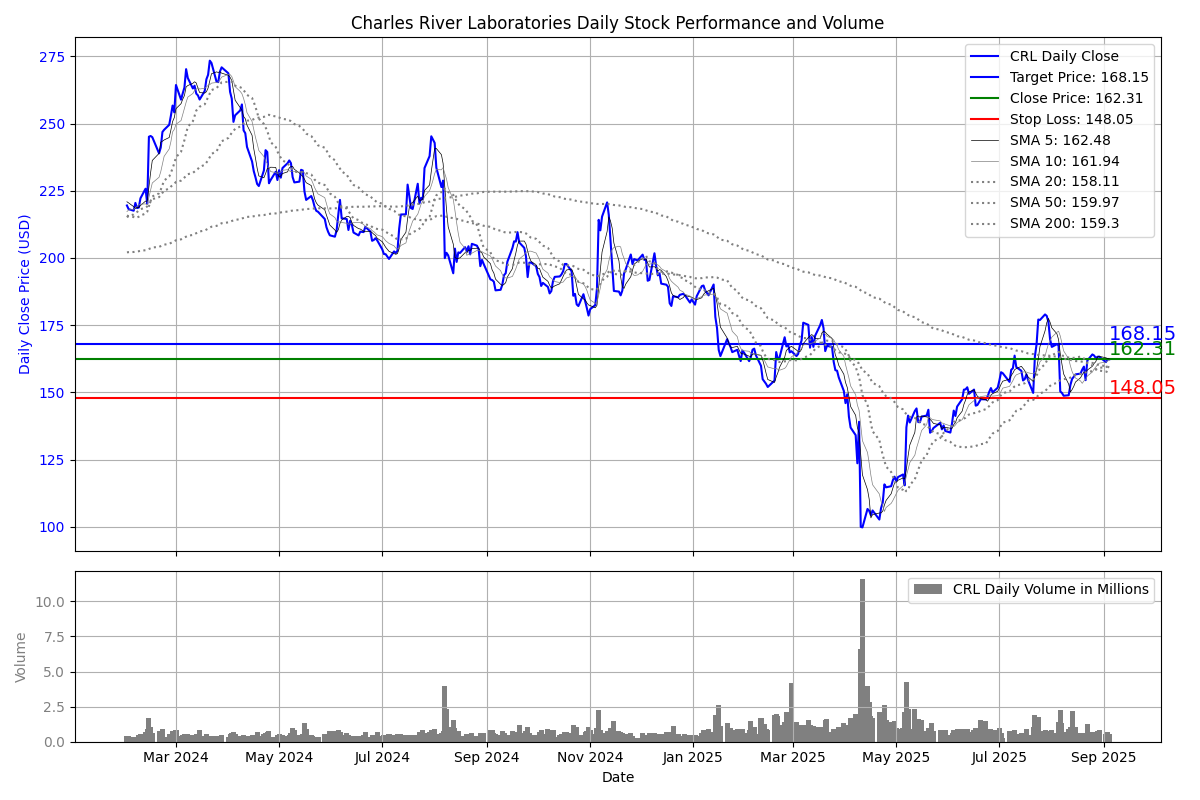 Charles River Laboratories Daily Stock Performance and Volume
Daily Close Price (USD)
275
250
225
200
175
150
125
100
CRL Daily Close
Target Price: 168.15
Close Price: 162.31
Stop Loss: 148.05
SMA 5: 162.48
SMA 10: 161.94
SMA 20: 158.11
SMA 50: 159.97
SMA 200: 159.3
168.15
162.31
148.05
Volume
10.0
7.5
5.0
2.5
0.0
CRL Daily Volume in Millions
Mar 2024 May 2024 Jul 2024 Sep 2024 Nov 2024 Jan 2025 Mar 2025 May 2025 Jul 2025 Sep 2025
Date